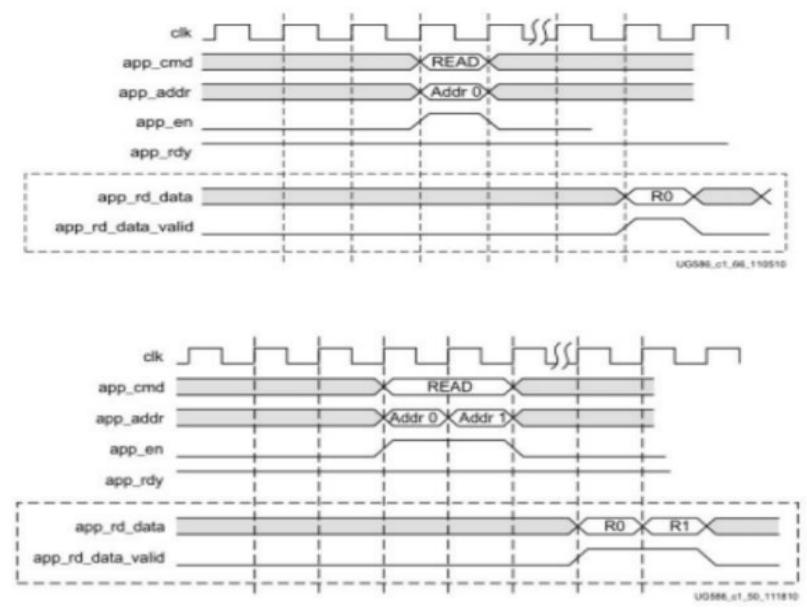 clk
app_cmd READ
app_addr Addr 0
app_en
app_rdy
app_rd_data R0
app_rd_data_valid
UG586_c1_66_110510
clk
app_cmd READ
app_addr Addr 0 Addr 1
app_en
app_rdy
app_rd_data R0 R1
app_rd_data_valid
UG586_c1_50_111810